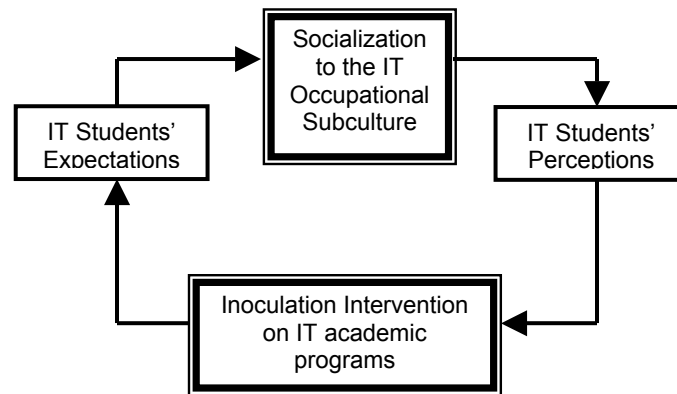 Socialization
to the IT
Occupational
Subculture
IT Students’
Expectations
IT Students’
Perceptions
Inoculation Intervention
on IT academic
programs